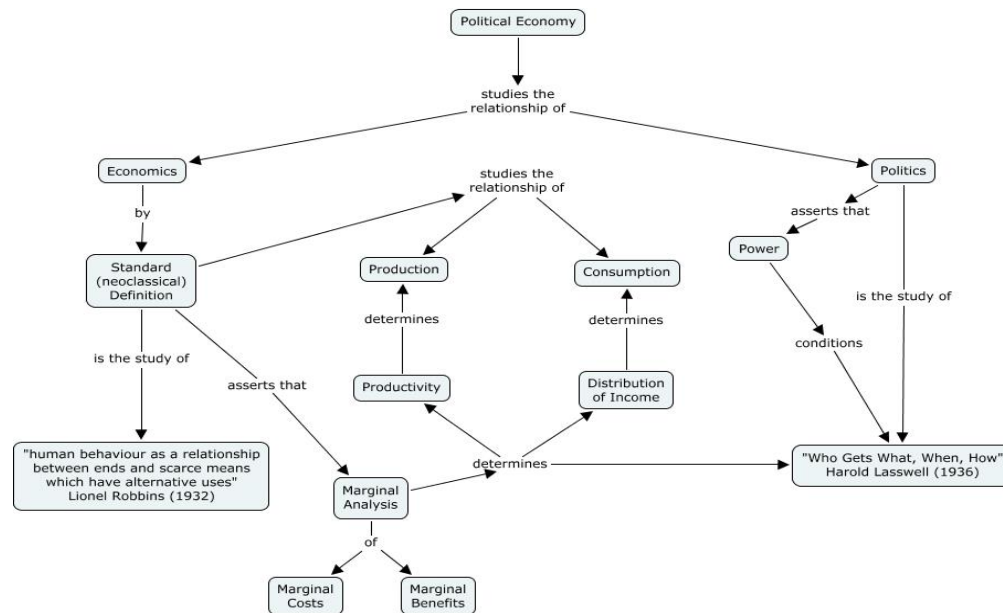 Political Economy
studies the
relationship of
Economics
studies the
relationship of
Politics
by
asserts that
Standard
(neoclassical)
Definition
Production
Consumption
Power
is the study of
determines
determines
conditions
is the study of
asserts that
Productivity
Distribution
of Income
"human behaviour as a relationship
between ends and scarce means
which have alternative uses"
Lionel Robbins (1932)
determines
"Who Gets What, When, How"
Harold Lasswell (1936)
Marginal
Analysis
of
Marginal
Costs
Marginal
Benefits